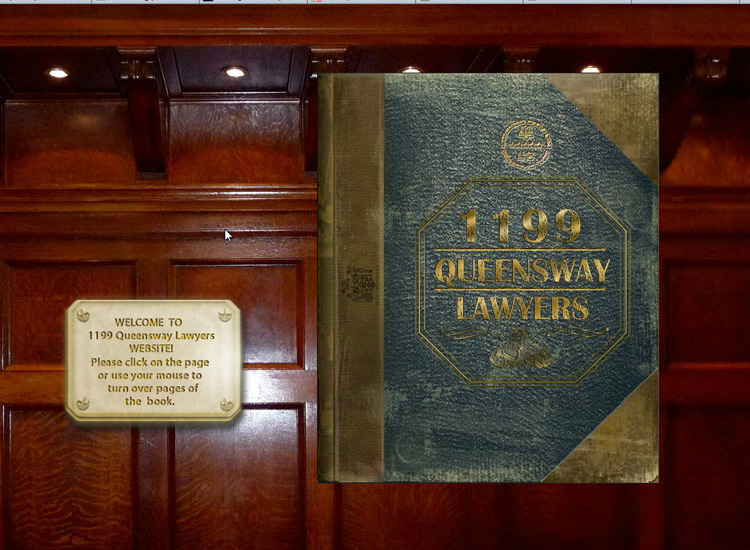 WELCOME TO
1199 Queensway Lawyers
WEBSITE!
Please click on the page
or use your mouse to
turn over pages of
the book.
1199
QUEENSWAY
LAWYERS